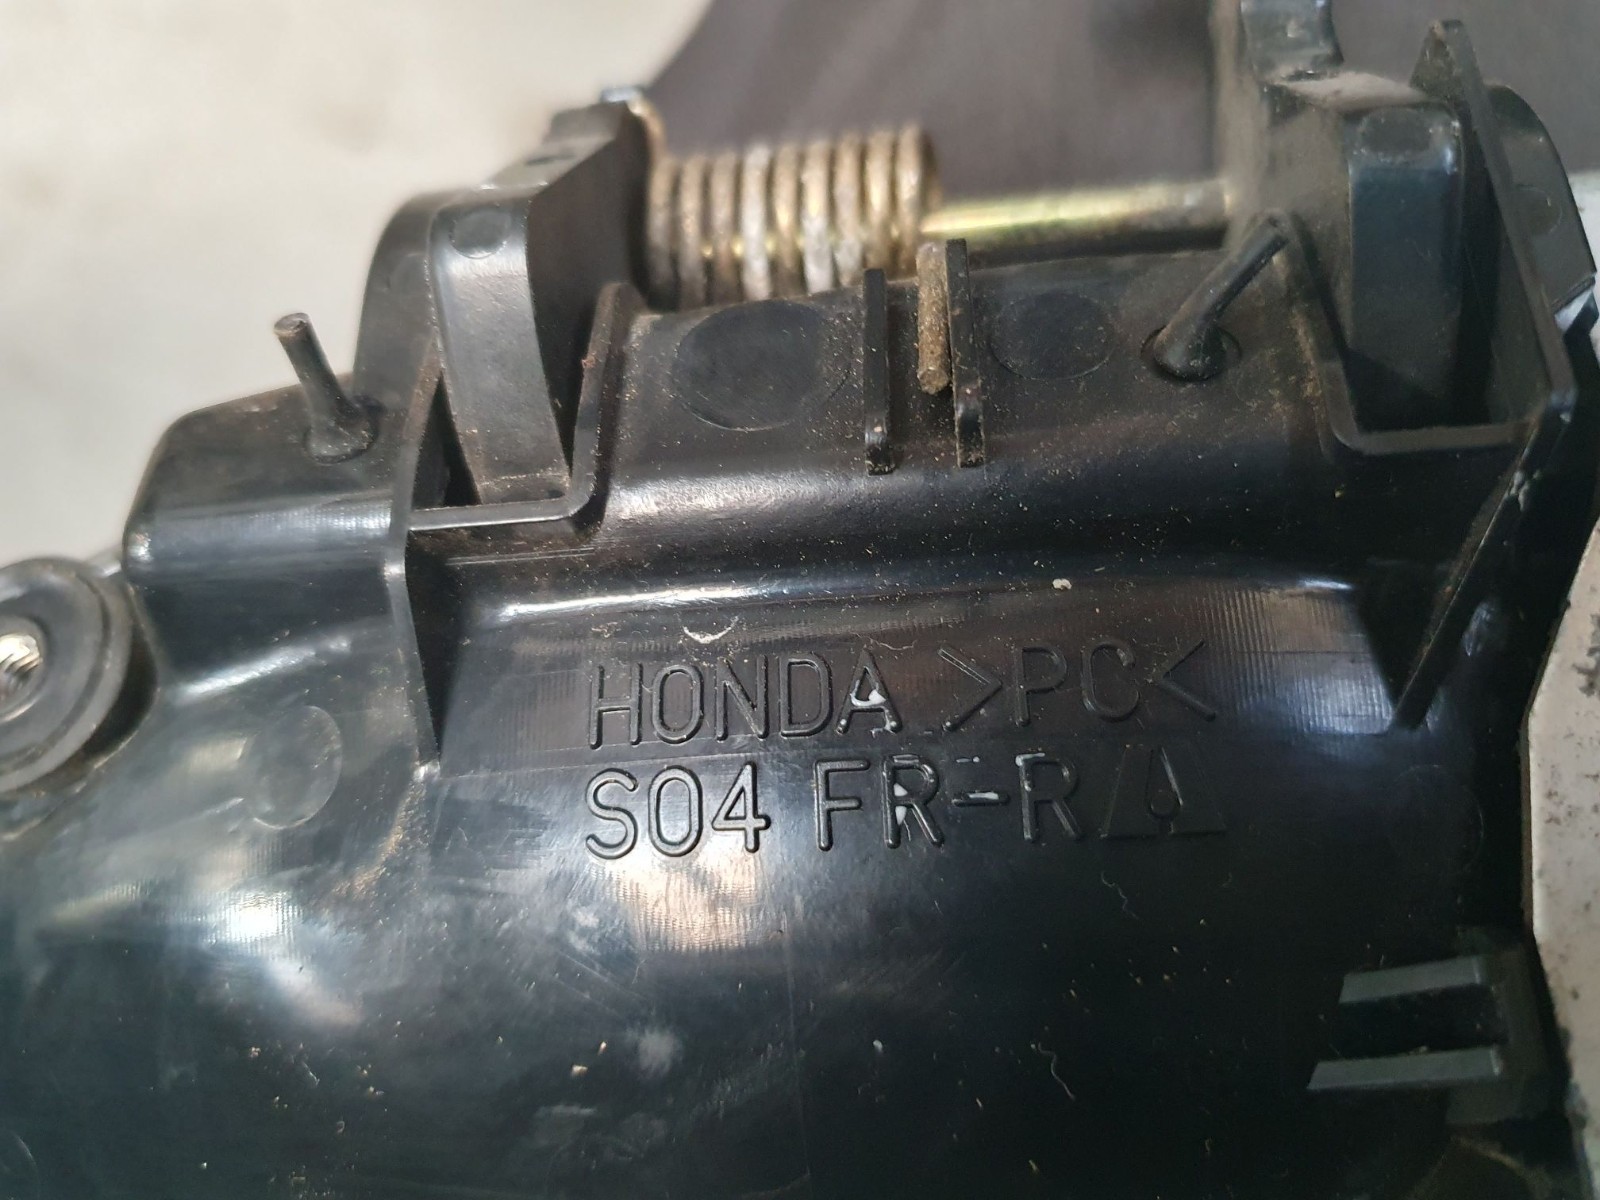 HONDA >PC<
S04 FR-R